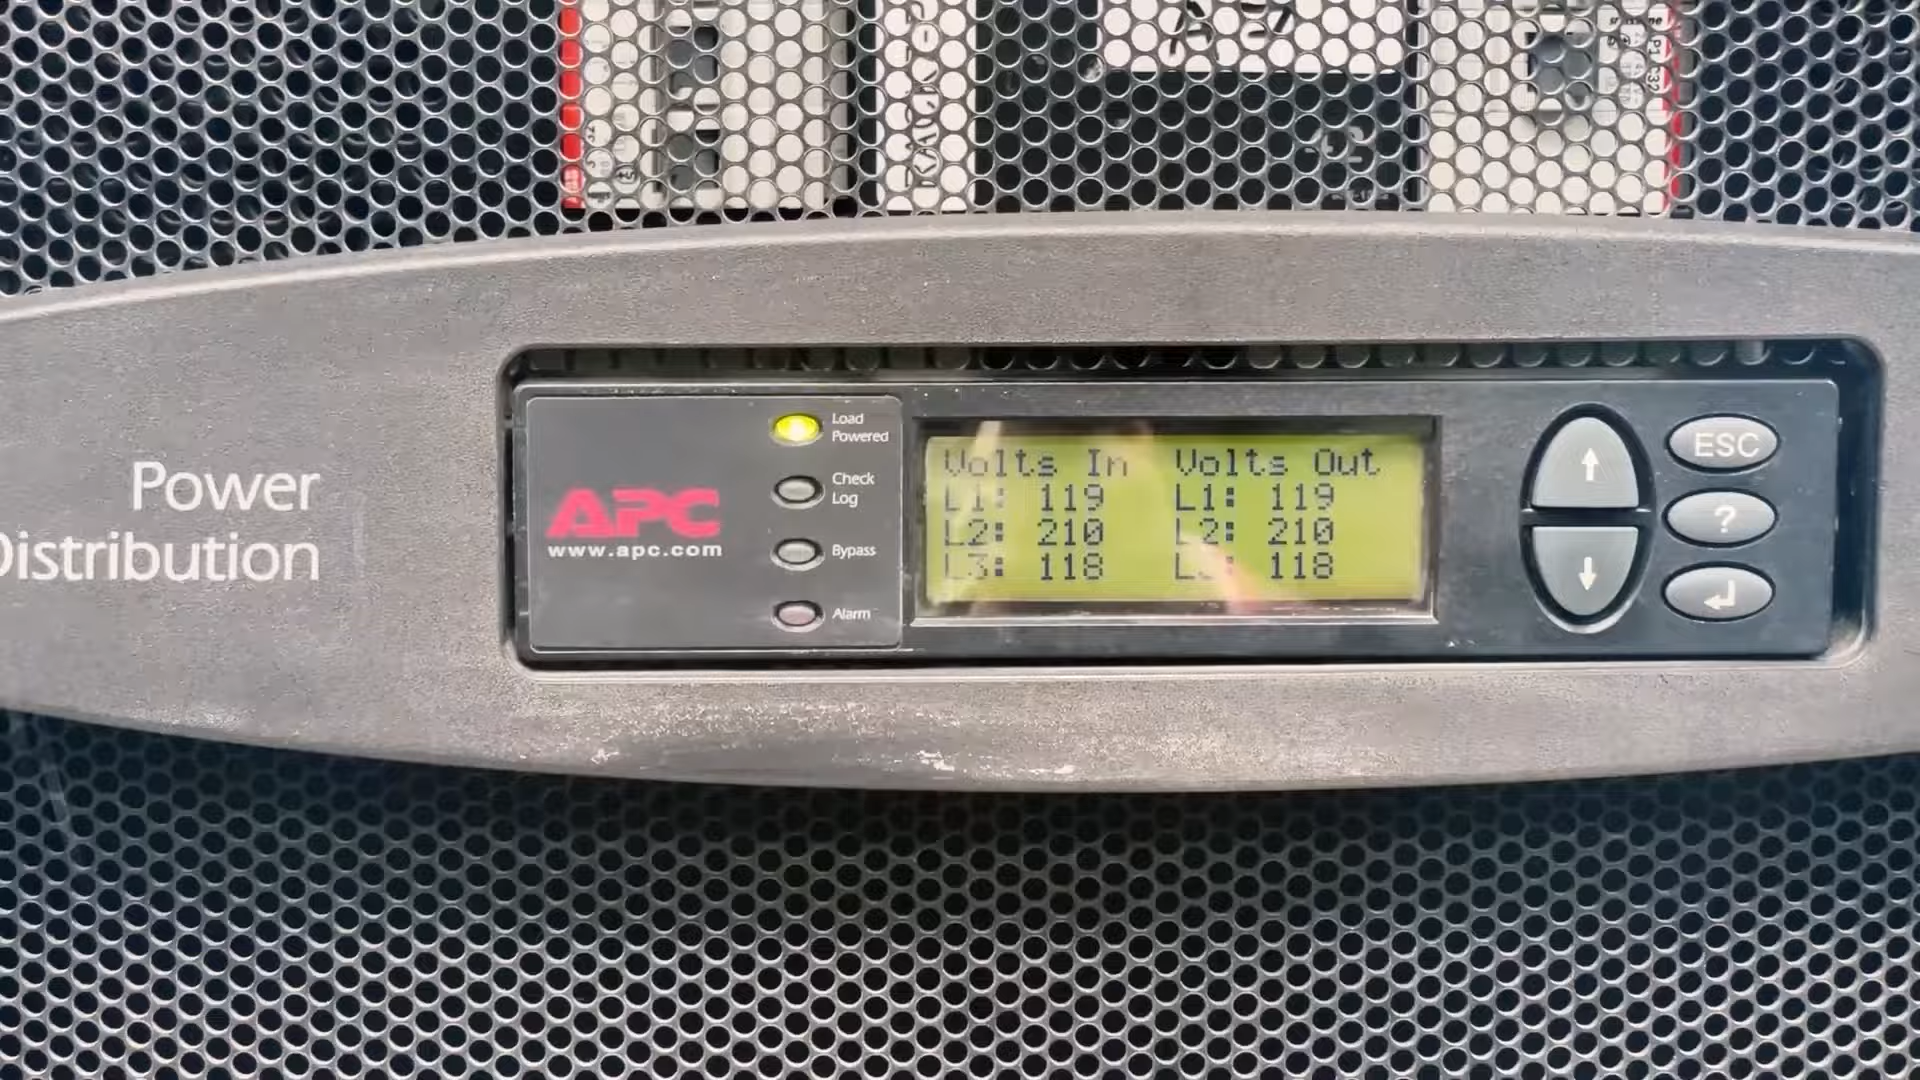 Power
Distribution
APC
www.apc.com
Load
Powered
Check
Log
Bypass
Alarm
Volts In Volts Out
L1: 119 L1: 119
L2: 210 L2: 210
L3: 118 L3: 118
ESC
?